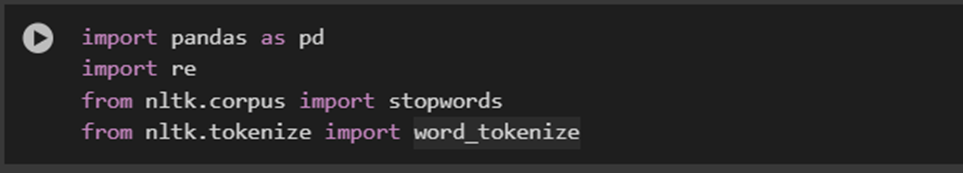 import pandas as pd
import re
from nltk.corpus import stopwords
from nltk.tokenize import word_tokenize